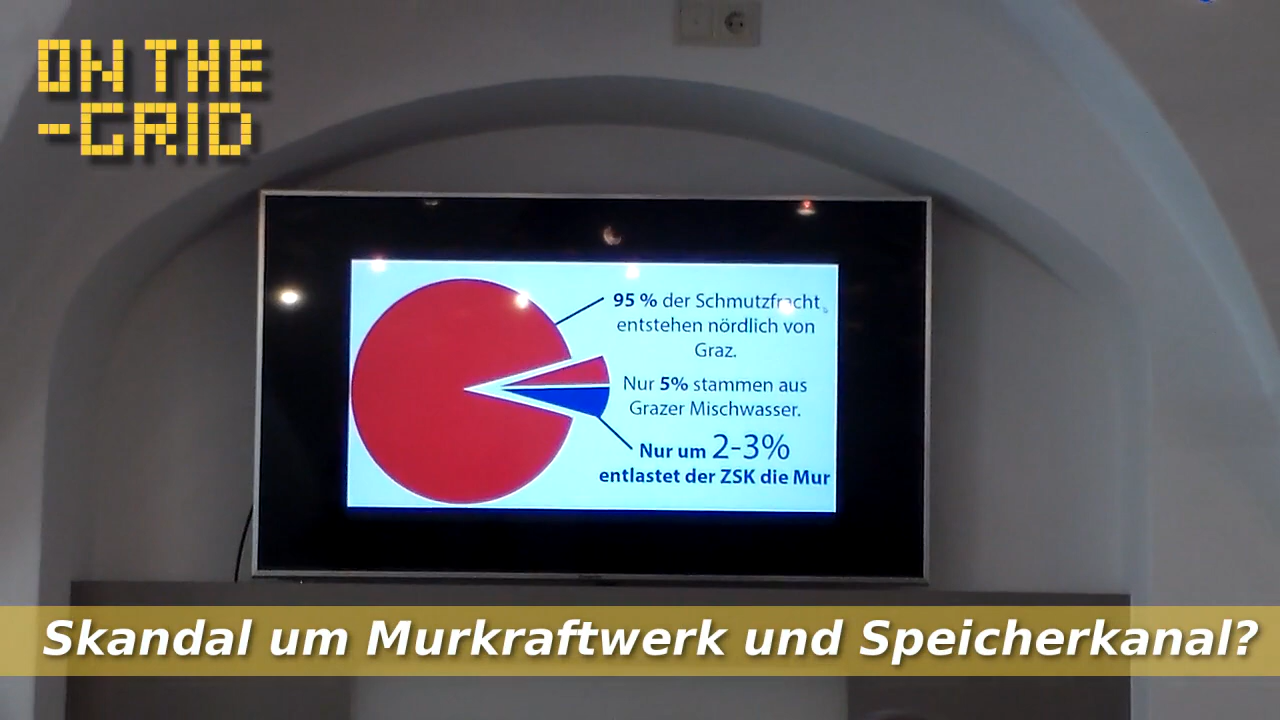 ON THE
-GRID
95 % der Schmutzfracht
entstehen nördlich von
Graz.
Nur 5% stammen aus
Grazer Mischwasser.
Nur um 2-3%
entlastet der ZSK die Mur
Skandal um Murkraftwerk und Speicherkanal?